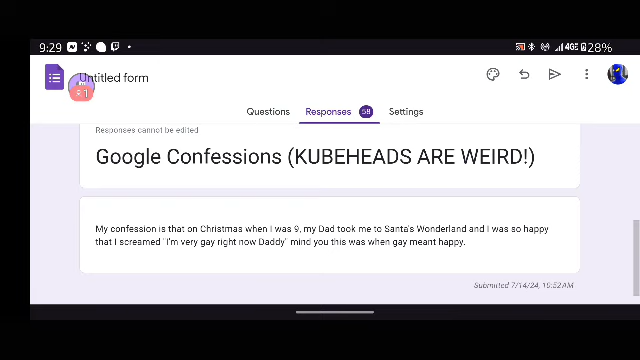 9:29
4GE 28%
Untitled form
Questions Responses 58 Settings
Responses cannot be edited
Google Confessions (KUBEHEADS ARE WEIRD!)
My confession is that on Christmas when I was 9, my Dad took me to Santa's Wonderland and I was so happy
that I screamed "I'm very gay right now Daddy" mind you this was when gay meant happy.
Submitted 7/14/24, 10:52 AM